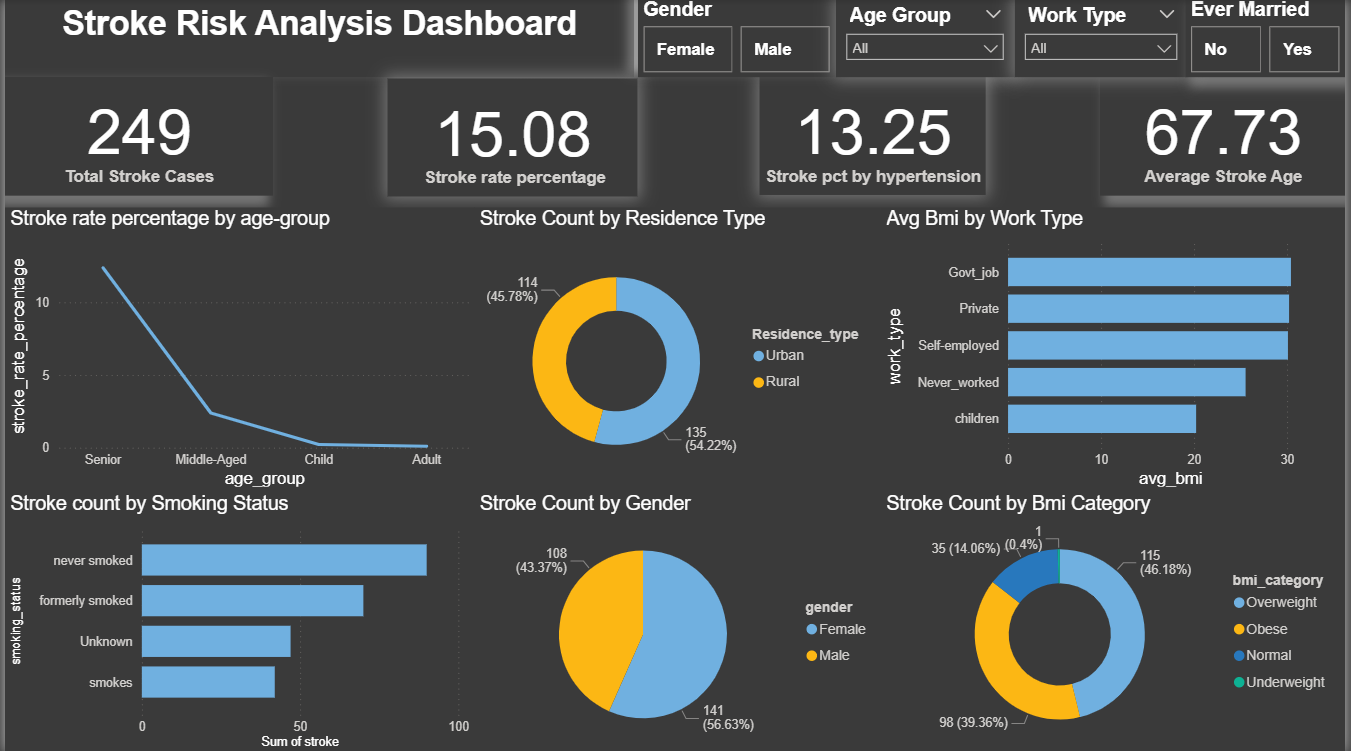 Stroke Risk Analysis Dashboard
Gender
Female
Male
Age Group
All
Work Type
All
Ever Married
No
Yes
249
Total Stroke Cases
15.08
Stroke rate percentage
13.25
Stroke pct by hypertension
67.73
Average Stroke Age
Stroke rate percentage by age-group
stroke_rate_percentage
10
5
0
Senior
Middle-Aged
Child
Adult
age_group
Stroke Count by Residence Type
114
(45.78%)
135
(54.22%)
Residence_type
Urban
Rural
Avg Bmi by Work Type
work_type
Govt_job
Private
Self-employed
Never_worked
children
0
10
20
30
avg_bmi
Stroke count by Smoking Status
smoking_status
never smoked
formerly smoked
Unknown
smokes
0
50
100
Sum of stroke
Stroke Count by Gender
108
(43.37%)
141
(56.63%)
gender
Female
Male
Stroke Count by Bmi Category
1
(0.4%)
35 (14.06%)
115
(46.18%)
98 (39.36%)
bmi_category
Overweight
Obese
Normal
Underweight